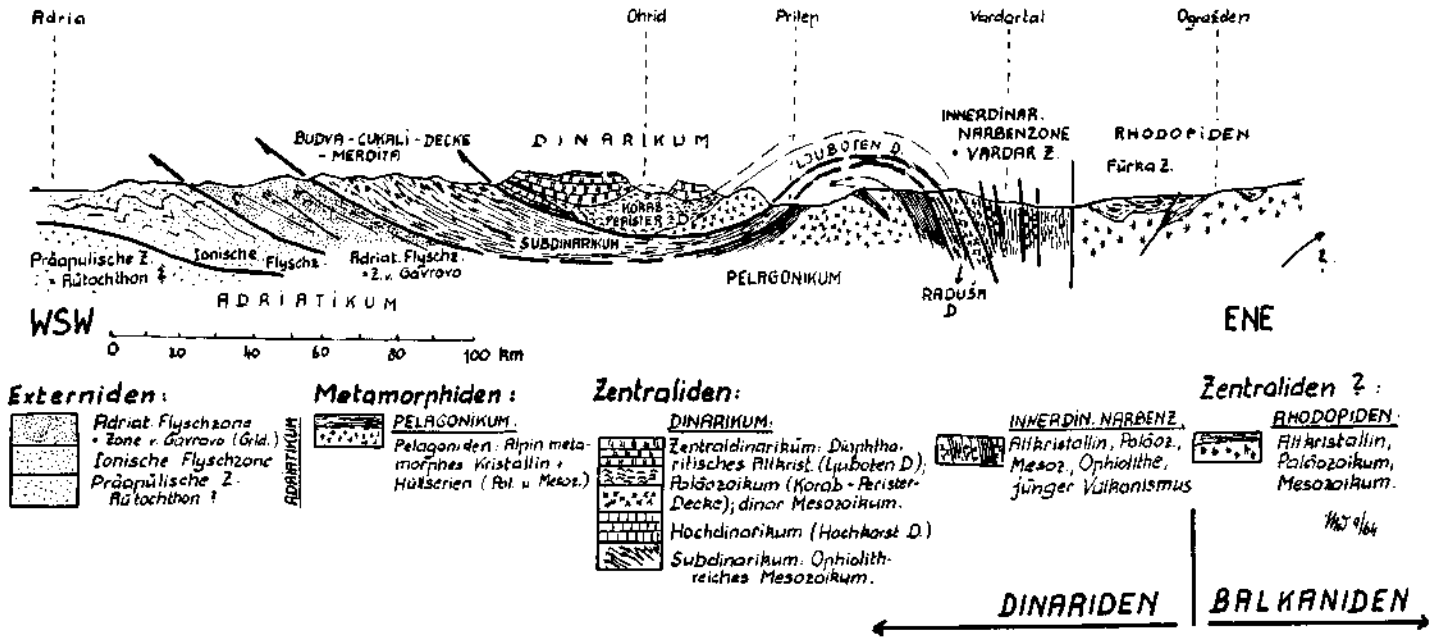 Adria
Ohrid
Prilep
Vardartal
Ogražden
BUDVA-CUKALI-DECKE
- MERDITA
DINARIKUM
LJUBOTEN D.
INNERDINAR.
NARBENZONE
• VARDAR Z.
RHODOPIDEN
Furka Z.
KORAB
PERISTER D
SUBDINARIKUM
Präapulische Z.
= Autochthon ?
Ionische Flyschz.
Adriat. Flyschz.
= Z. v. Gavrovo
PELAGONIKUM
RADUŠA
D
?
ADRIATIKUM
WSW
ENE
0 20 40 60 80 100 km
Externiden:
Adriat. Flyschzone
• Zone v. Gavrovo (Grld.)
Ionische Flyschzone
Präapulische Z.
Autochthon ?
ADRIATIKUM
Metamorphiden:
PELAGONIKUM.
Pelagoniden: Alpin meta-
morphes Kristallin +
Hüllserien (Pal. u Mesoz.)
Zentraliden:
DINARIKUM:
Zentraldinarikum: Diaphtho-
ritisches Altkrist. (Ljuboten D);
Paläozoikum (Korab-Perister-
Decke); dinar Mesozoikum.
Hochdinarikum (Hochkarst D.)
Subdinarikum: Ophiolith-
reiches Mesozoikum.
INNERDIN. NARBENZ.
Altkristallin, Paläoz.,
Mesoz., Ophiolithe,
junger Vulkanismus
Zentraliden ? :
RHODOPIDEN:
Altkristallin,
Paläozoikum,
Mesozoikum.
9/64
DINARIDEN
BALKANIDEN